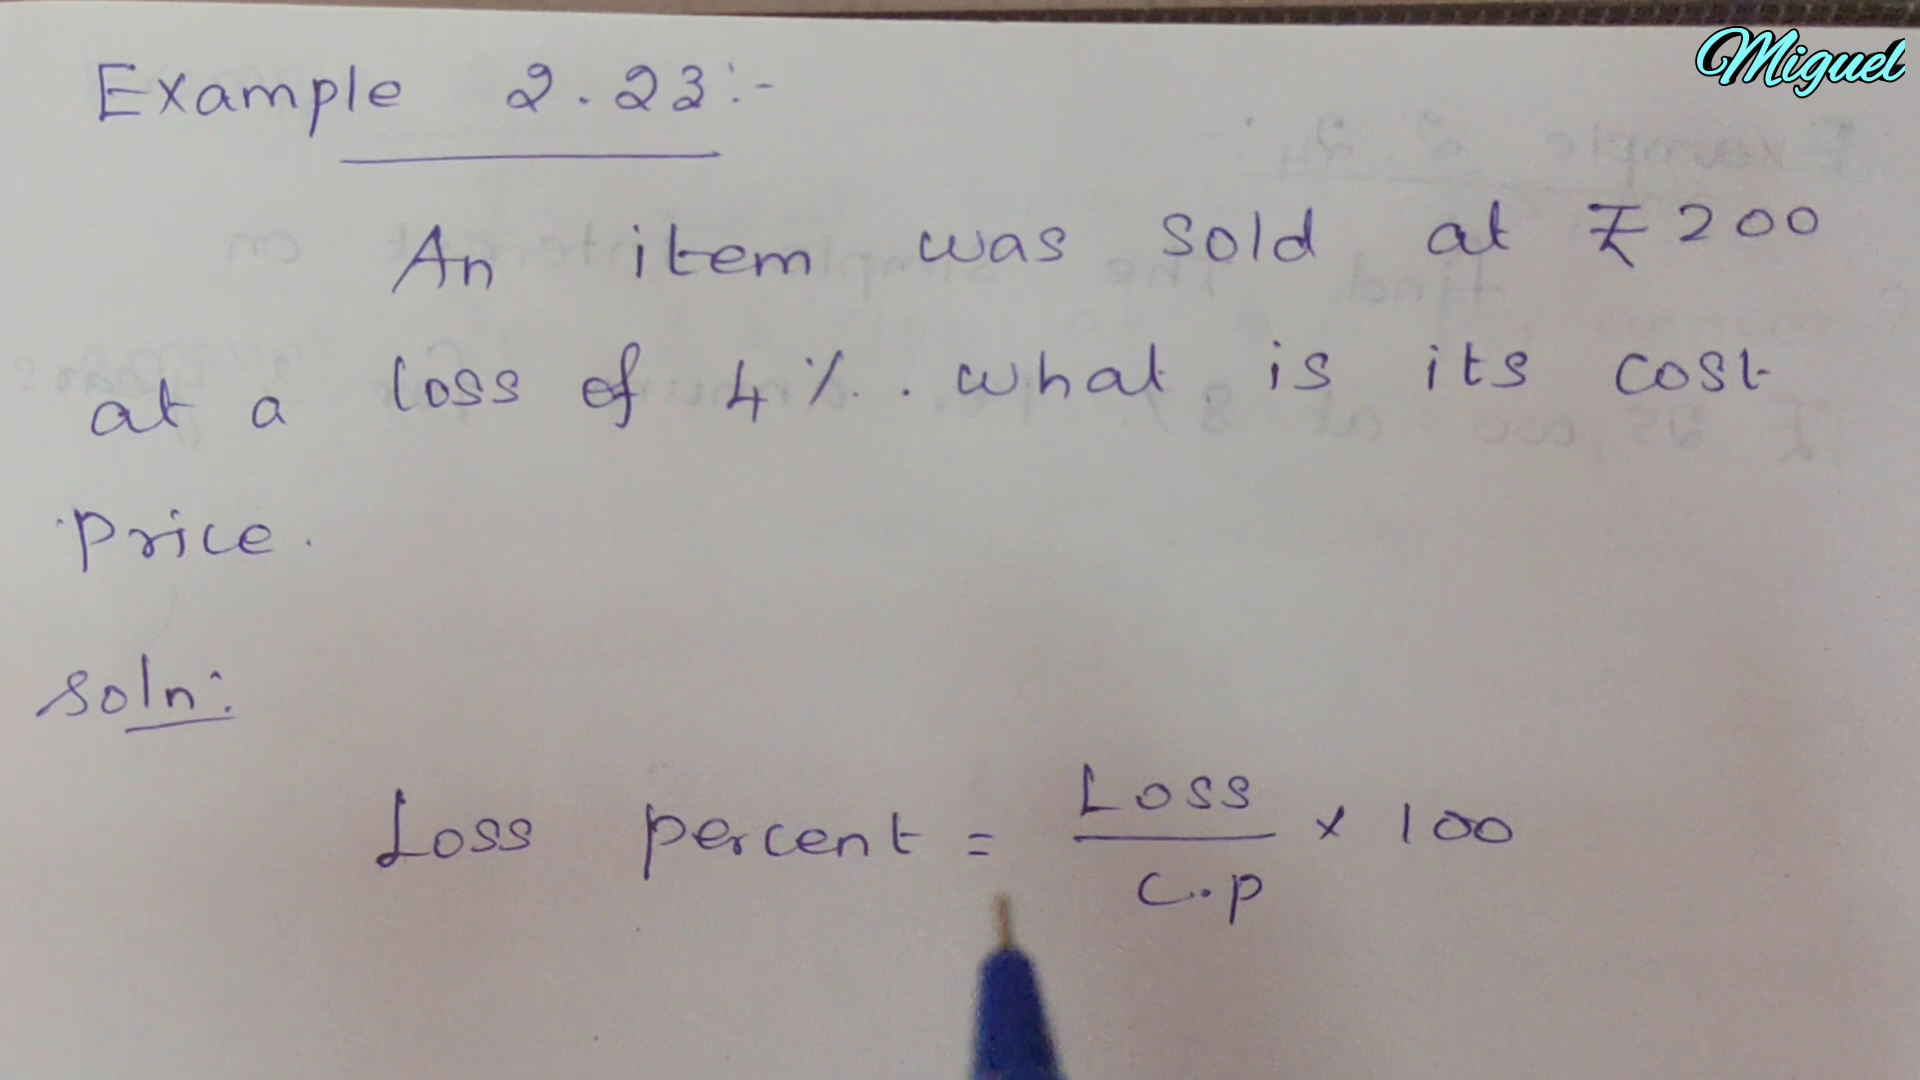 Miguel
Example 2.23:-
An item was sold at ₹200
at a loss of 4%. what is its cost
price.
soln:
Loss percent = Loss/C.P × 100